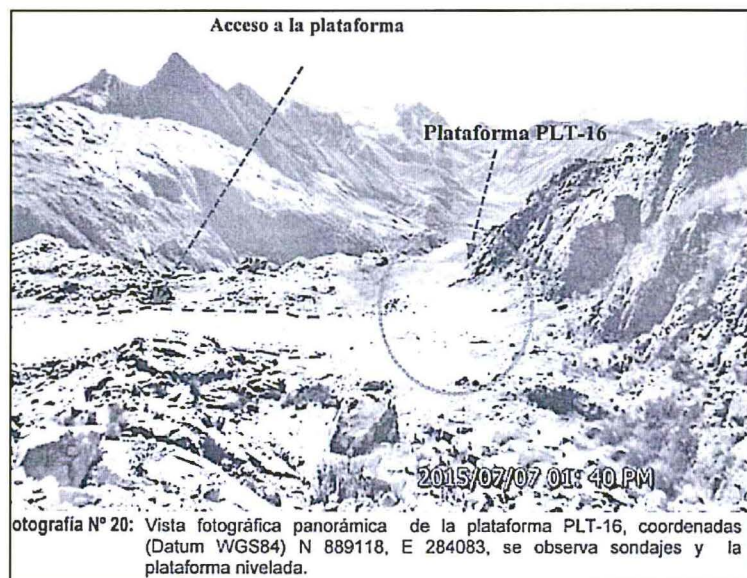 Acceso a la plataforma
Plataforma PLT-16
2015/07/07 01: 40 PM
otografía Nº 20: Vista fotográfica panorámica de la plataforma PLT-16, coordenadas
(Datum WGS84) N 889118, E 284083, se observa sondajes y la
plataforma nivelada.